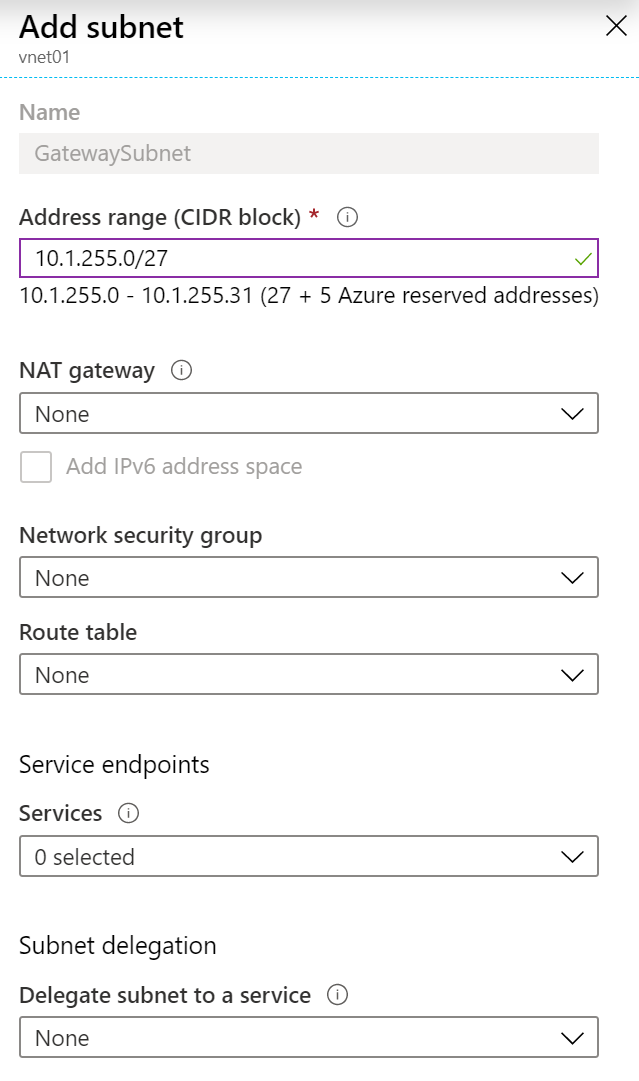 Add subnet
vnet01
Name
GatewaySubnet
Address range (CIDR block) *
10.1.255.0/27
10.1.255.0 - 10.1.255.31 (27 + 5 Azure reserved addresses)
NAT gateway
None
Add IPv6 address space
Network security group
None
Route table
None
Service endpoints
Services
0 selected
Subnet delegation
Delegate subnet to a service
None